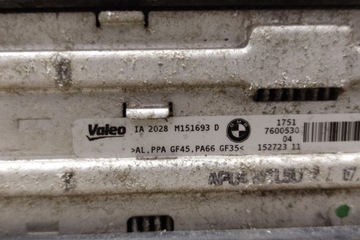 Valeo IA 2028 M151693 D 1751
7600530
04
>AL,PPA GF45,PA66 GF35< 152723 11